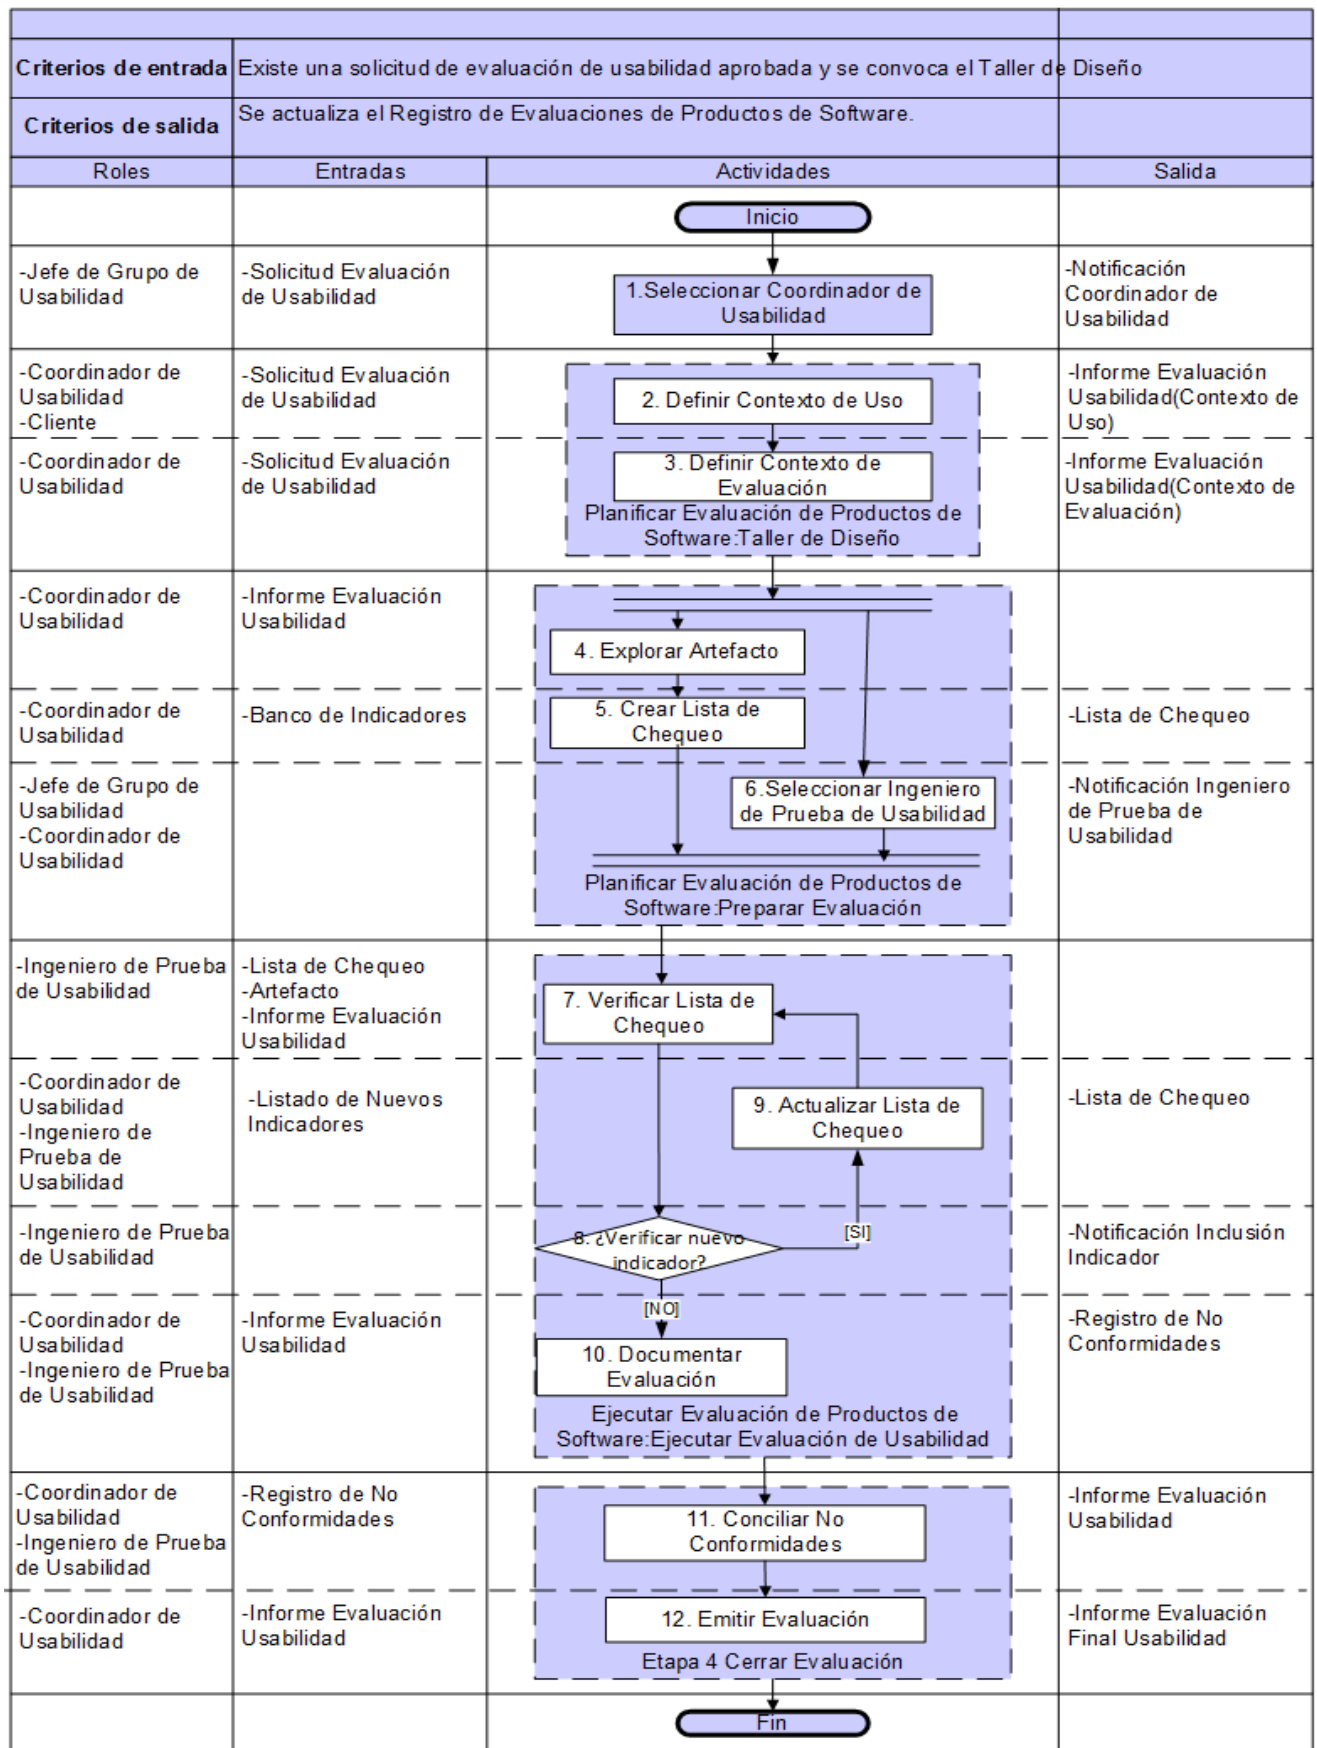 Criterios de entrada
Existe una solicitud de evaluación de usabilidad aprobada y se convoca el Taller de Diseño
Criterios de salida
Se actualiza el Registro de Evaluaciones de Productos de Software.
Roles
Entradas
Actividades
Salida
Inicio
-Jefe de Grupo de
Usabilidad
-Solicitud Evaluación
de Usabilidad
1.Seleccionar Coordinador de
Usabilidad
-Notificación
Coordinador de
Usabilidad
-Coordinador de
Usabilidad
-Cliente
-Solicitud Evaluación
de Usabilidad
2. Definir Contexto de Uso
-Informe Evaluación
Usabilidad(Contexto de
Uso)
-Coordinador de
Usabilidad
-Solicitud Evaluación
de Usabilidad
3. Definir Contexto de
Evaluación
Planificar Evaluación de Productos de
Software:Taller de Diseño
-Informe Evaluación
Usabilidad(Contexto de
Evaluación)
-Coordinador de
Usabilidad
-Informe Evaluación
Usabilidad
4. Explorar Artefacto
-Coordinador de
Usabilidad
-Banco de Indicadores
5. Crear Lista de
Chequeo
-Lista de Chequeo
-Jefe de Grupo de
Usabilidad
-Coordinador de
Usabilidad
6.Seleccionar Ingeniero
de Prueba de Usabilidad
Planificar Evaluación de Productos de
Software:Preparar Evaluación
-Notificación Ingeniero
de Prueba de
Usabilidad
-Ingeniero de Prueba
de Usabilidad
-Lista de Chequeo
-Artefacto
-Informe Evaluación
Usabilidad
7. Verificar Lista de
Chequeo
-Coordinador de
Usabilidad
-Ingeniero de
Prueba de
Usabilidad
-Listado de Nuevos
Indicadores
9. Actualizar Lista de
Chequeo
-Lista de Chequeo
-Ingeniero de Prueba
de Usabilidad
8. ¿Verificar nuevo
indicador?
[SI]
-Notificación Inclusión
Indicador
-Coordinador de
Usabilidad
-Ingeniero de Prueba
de Usabilidad
-Informe Evaluación
Usabilidad
[NO]
10. Documentar
Evaluación
Ejecutar Evaluación de Productos de
Software:Ejecutar Evaluación de Usabilidad
-Registro de No
Conformidades
-Coordinador de
Usabilidad
-Ingeniero de Prueba
de Usabilidad
-Registro de No
Conformidades
11. Conciliar No
Conformidades
-Informe Evaluación
Usabilidad
-Coordinador de
Usabilidad
-Informe Evaluación
Usabilidad
12. Emitir Evaluación
Etapa 4 Cerrar Evaluación
-Informe Evaluación
Final Usabilidad
Fin